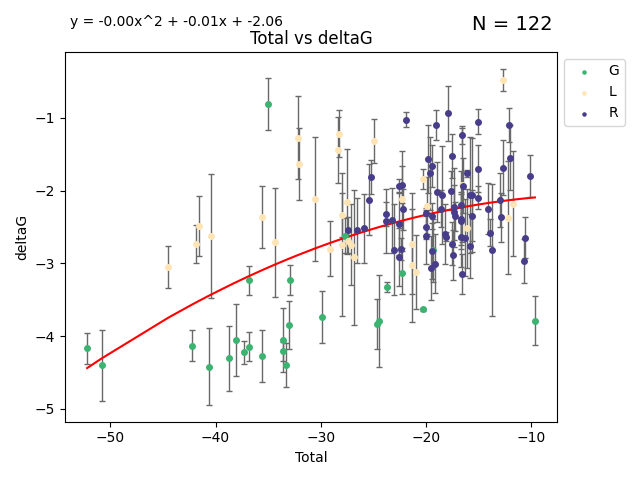 y = -0.00x^2 + -0.01x + -2.06
N = 122
Total vs deltaG
G
L
R
−1
−2
−3
−4
−5
deltaG
−50
−40
−30
−20
−10
Total